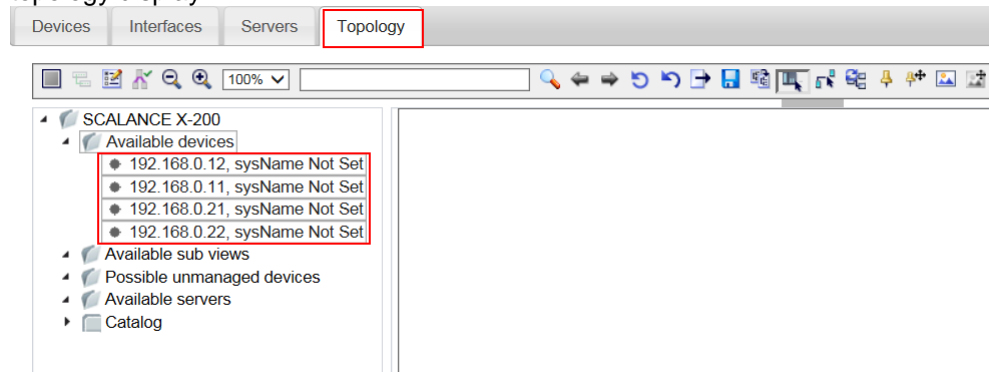 topology display
Devices Interfaces Servers Topology
100%
SCALANCE X-200
Available devices
192.168.0.12, sysName Not Set
192.168.0.11, sysName Not Set
192.168.0.21, sysName Not Set
192.168.0.22, sysName Not Set
Available sub views
Possible unmanaged devices
Available servers
Catalog